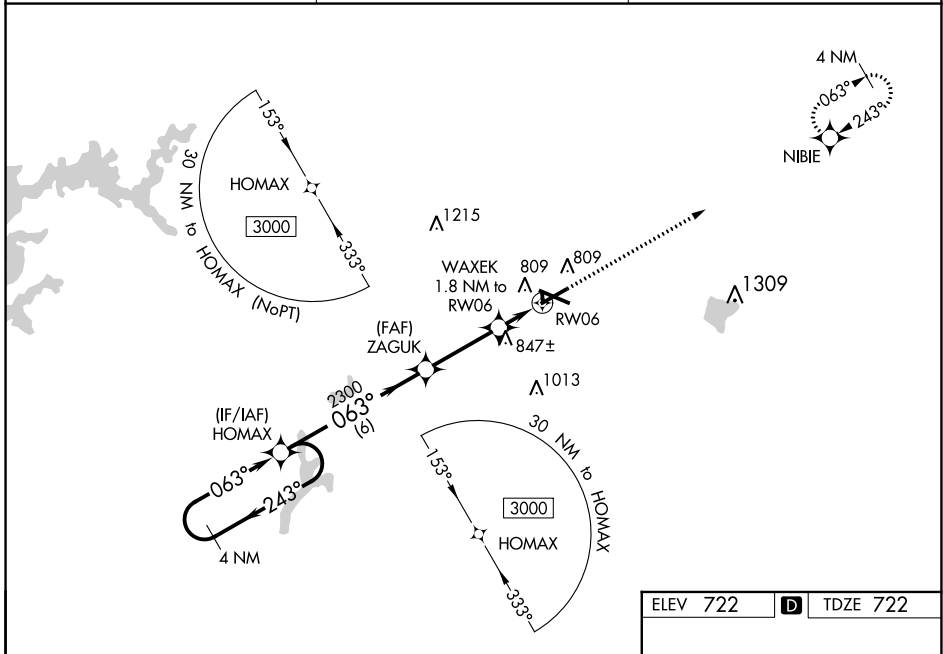 4 NM
063°
243°
NIBIE
153°
HOMAX
3000
333°
30 NM to HOMAX (NoPT)
1215
WAXEK
1.8 NM to
RW06
809
809
1309
RW06
(FAF)
ZAGUK
847±
1013
2300
063°
(6)
(IF/IAF)
HOMAX
063°
243°
4 NM
30 NM to HOMAX
153°
3000
HOMAX
333°
ELEV 722 D TDZE 722